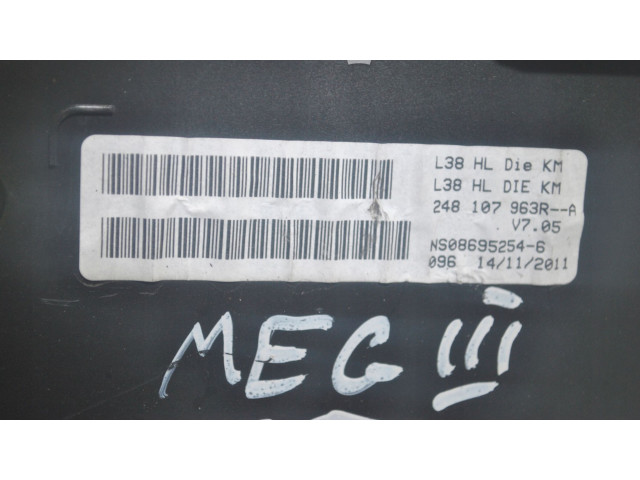 L38 HL Die KM
L38 HL DIE KM
248 107 963R--A
V7.05
NS08695254-6
096 14/11/2011
MEG III